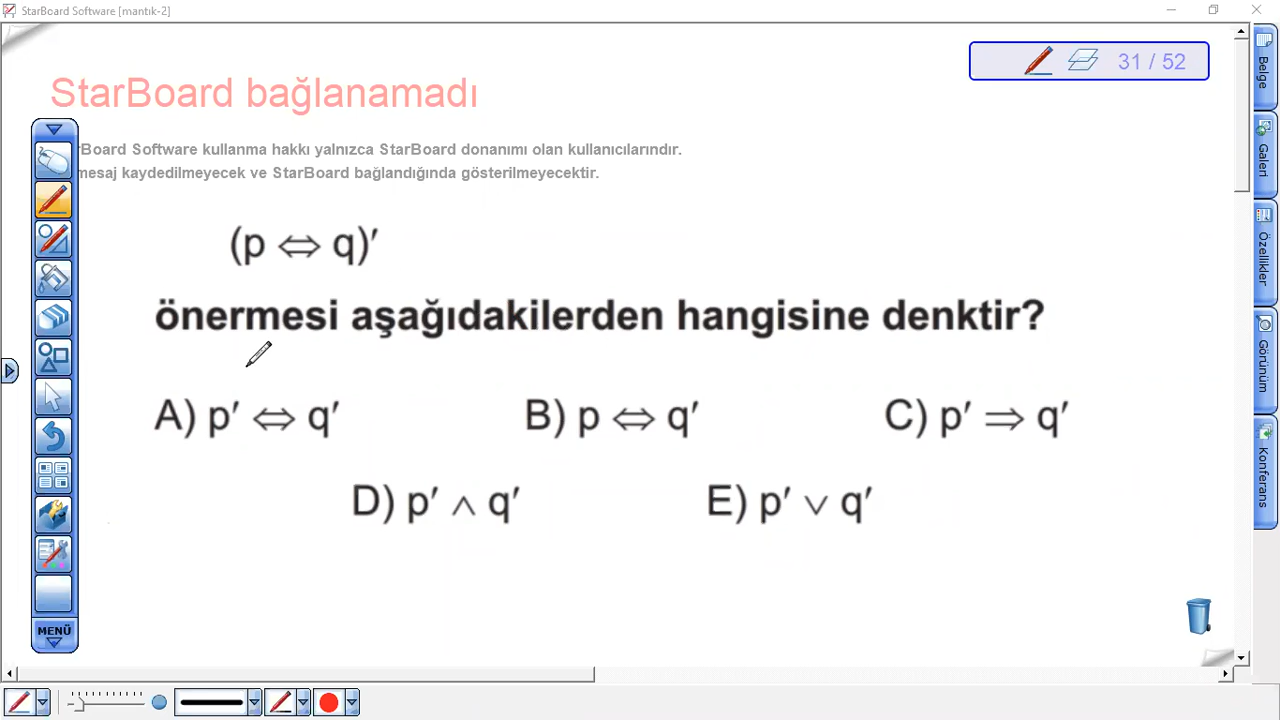 StarBoard Software [mantık-2]
31 / 52
StarBoard bağlanamadı
rBoard Software kullanma hakkı yalnızca StarBoard donanımı olan kullanıcılarındır.
mesaj kaydedilmeyecek ve StarBoard bağlandığında gösterilmeyecektir.
(p ⇔ q)′
önermesi aşağıdakilerden hangisine denktir?
A) p′ ⇔ q′ B) p ⇔ q′ C) p′ ⇒ q′
D) p′ ∧ q′ E) p′ ∨ q′
MENÜ
Belge
Galeri
Özellikler
Görünüm
Konferans